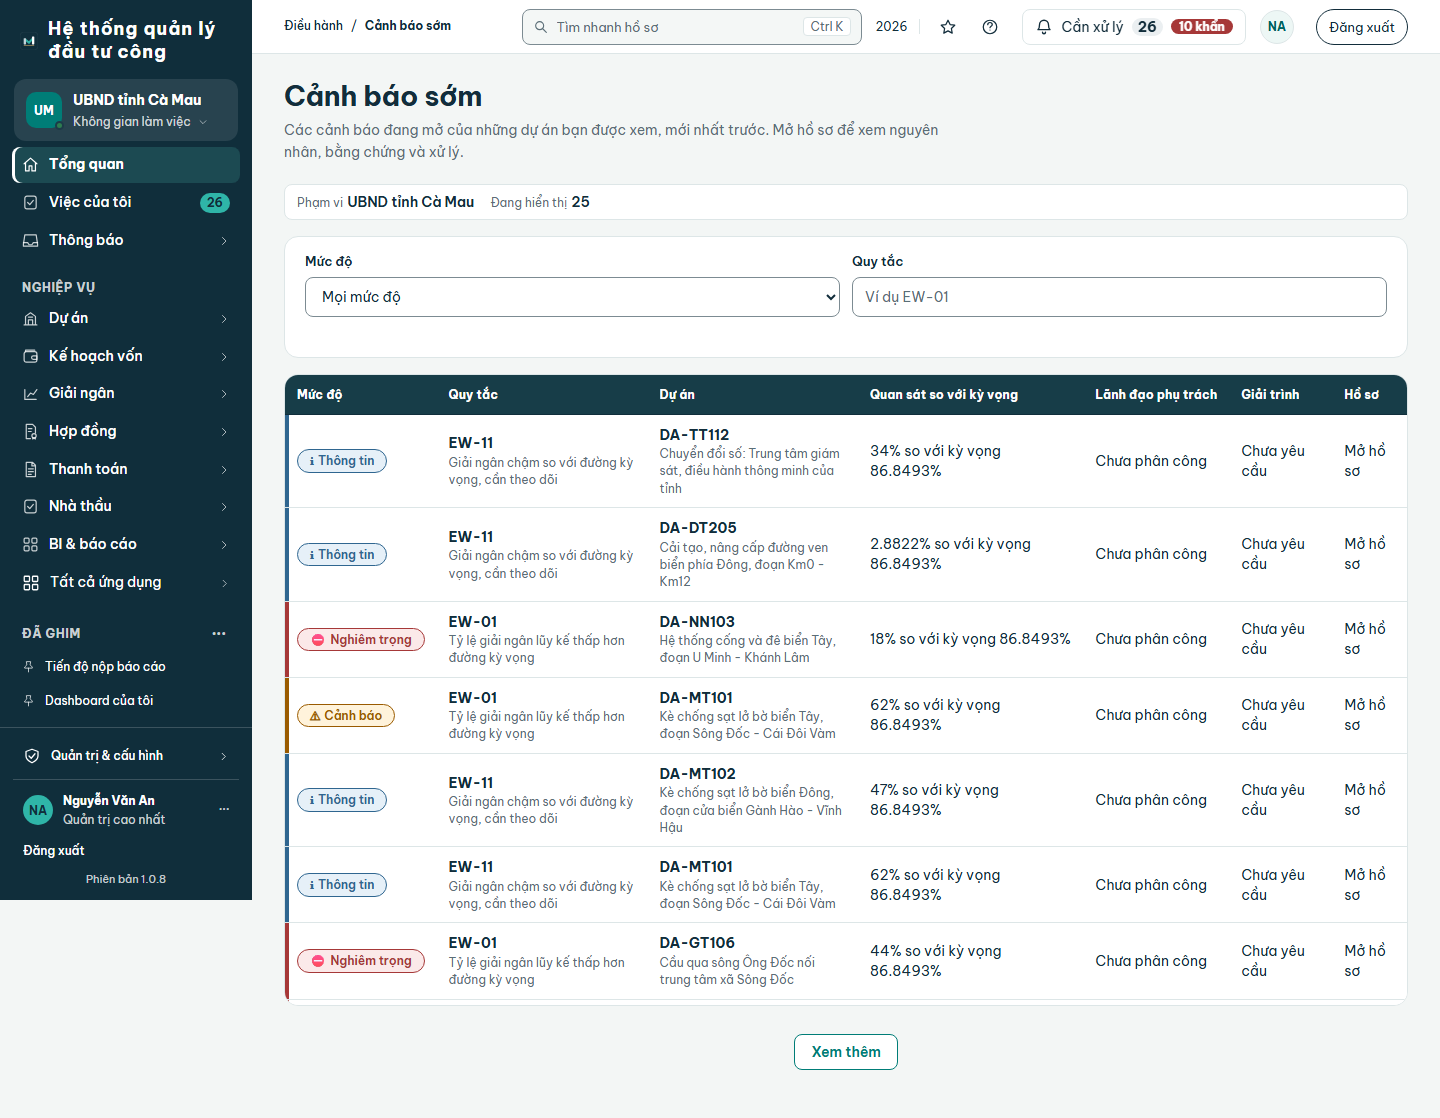 Hệ thống quản lý
đầu tư công
UM
UBND tỉnh Cà Mau
Không gian làm việc
Tổng quan
Việc của tôi 26
Thông báo
NGHIỆP VỤ
Dự án
Kế hoạch vốn
Giải ngân
Hợp đồng
Thanh toán
Nhà thầu
BI & báo cáo
Tất cả ứng dụng
ĐÃ GHIM
Tiến độ nộp báo cáo
Dashboard của tôi
Quản trị & cấu hình
NA
Nguyễn Văn An
Quản trị cao nhất
Đăng xuất
Phiên bản 1.0.8
Điều hành / Cảnh báo sớm
Tìm nhanh hồ sơ Ctrl K
2026
Cần xử lý 26 10 khẩn
NA
Đăng xuất
Cảnh báo sớm
Các cảnh báo đang mở của những dự án bạn được xem, mới nhất trước. Mở hồ sơ để xem nguyên
nhân, bằng chứng và xử lý.
Phạm vi UBND tỉnh Cà Mau Đang hiển thị 25
Mức độ
Mọi mức độ
Quy tắc
Ví dụ EW-01
Mức độ Quy tắc Dự án Quan sát so với kỳ vọng Lãnh đạo phụ trách Giải trình Hồ sơ
Thông tin
EW-11
Giải ngân chậm so với đường kỳ
vọng, cần theo dõi
DA-TT112
Chuyển đổi số: Trung tâm giám
sát, điều hành thông minh của
tỉnh
34% so với kỳ vọng
86.8493%
Chưa phân công
Chưa yêu
cầu
Mở hồ
sơ
Thông tin
EW-11
Giải ngân chậm so với đường kỳ
vọng, cần theo dõi
DA-DT205
Cải tạo, nâng cấp đường ven
biển phía Đông, đoạn Km0 -
Km12
2.8822% so với kỳ vọng
86.8493%
Chưa phân công
Chưa yêu
cầu
Mở hồ
sơ
Nghiêm trọng
EW-01
Tỷ lệ giải ngân lũy kế thấp hơn
đường kỳ vọng
DA-NN103
Hệ thống cống và đê biển Tây,
đoạn U Minh - Khánh Lâm
18% so với kỳ vọng 86.8493%
Chưa phân công
Chưa yêu
cầu
Mở hồ
sơ
Cảnh báo
EW-01
Tỷ lệ giải ngân lũy kế thấp hơn
đường kỳ vọng
DA-MT101
Kè chống sạt lở bờ biển Tây,
đoạn Sông Đốc - Cái Đôi Vàm
62% so với kỳ vọng
86.8493%
Chưa phân công
Chưa yêu
cầu
Mở hồ
sơ
Thông tin
EW-11
Giải ngân chậm so với đường kỳ
vọng, cần theo dõi
DA-MT102
Kè chống sạt lở bờ biển Đông,
đoạn cửa biển Gành Hào - Vĩnh
Hậu
47% so với kỳ vọng
86.8493%
Chưa phân công
Chưa yêu
cầu
Mở hồ
sơ
Thông tin
EW-11
Giải ngân chậm so với đường kỳ
vọng, cần theo dõi
DA-MT101
Kè chống sạt lở bờ biển Tây,
đoạn Sông Đốc - Cái Đôi Vàm
62% so với kỳ vọng
86.8493%
Chưa phân công
Chưa yêu
cầu
Mở hồ
sơ
Nghiêm trọng
EW-01
Tỷ lệ giải ngân lũy kế thấp hơn
đường kỳ vọng
DA-GT106
Cầu qua sông Ông Đốc nối
trung tâm xã Sông Đốc
44% so với kỳ vọng
86.8493%
Chưa phân công
Chưa yêu
cầu
Mở hồ
sơ
Xem thêm